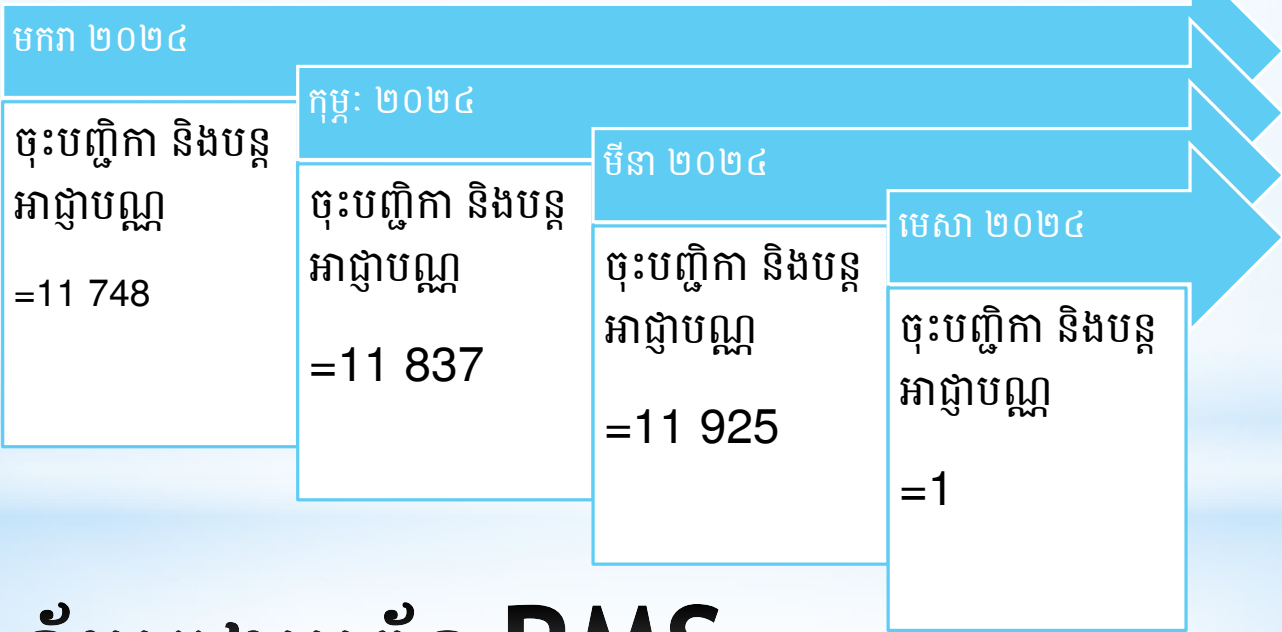 មករា ២០២៤
ចុះបញ្ជិកា និងបន្ត
អាជ្ញាបណ្ណ
=11 748
កុម្ភៈ ២០២៤
ចុះបញ្ជិកា និងបន្ត
អាជ្ញាបណ្ណ
=11 837
មីនា ២០២៤
ចុះបញ្ជិកា និងបន្ត
អាជ្ញាបណ្ណ
=11 925
មេសា ២០២៤
ចុះបញ្ជិកា និងបន្ត
អាជ្ញាបណ្ណ
=1